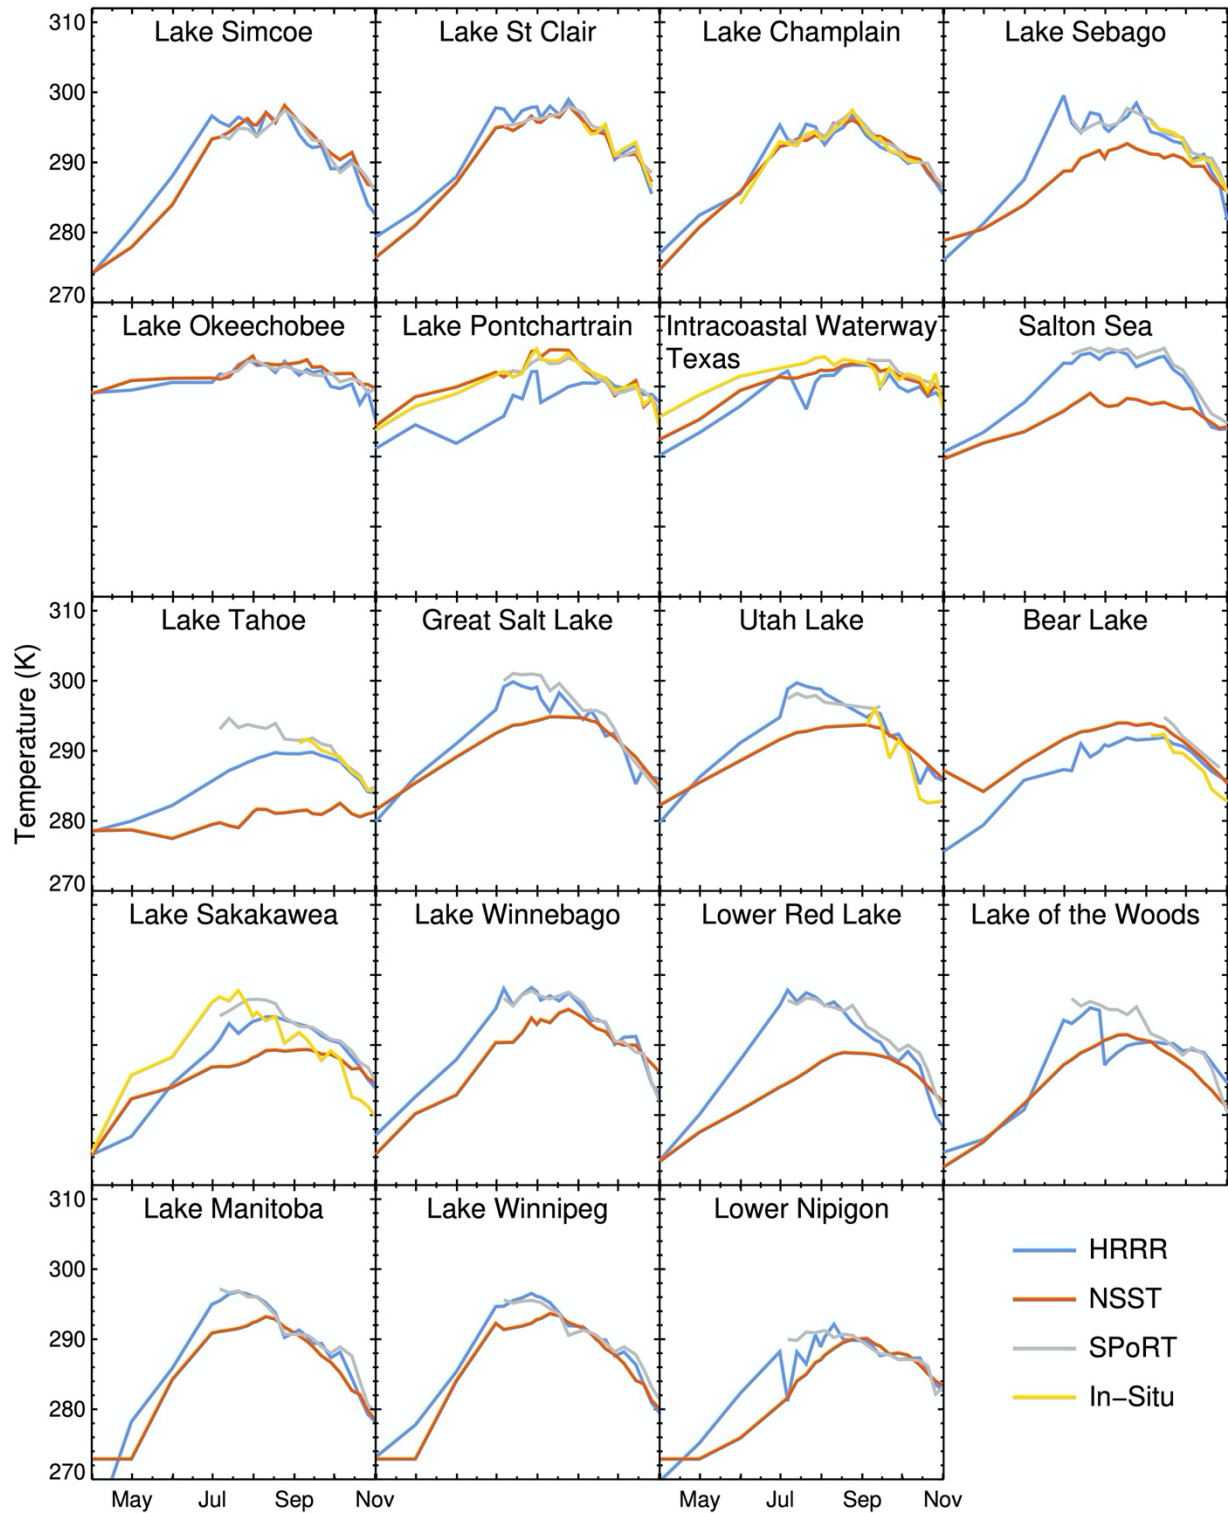 310
Lake Simcoe
Lake St Clair
Lake Champlain
Lake Sebago
300
290
280
270
Lake Okeechobee
Lake Pontchartrain
Intracoastal Waterway
Texas
Salton Sea
Temperature (K)
310
Lake Tahoe
Great Salt Lake
Utah Lake
Bear Lake
300
290
280
270
Lake Sakakawea
Lake Winnebago
Lower Red Lake
Lake of the Woods
310
Lake Manitoba
Lake Winnipeg
Lower Nipigon
300
290
280
270
HRRR
NSST
SPoRT
In-Situ
May Jul Sep Nov
May Jul Sep Nov